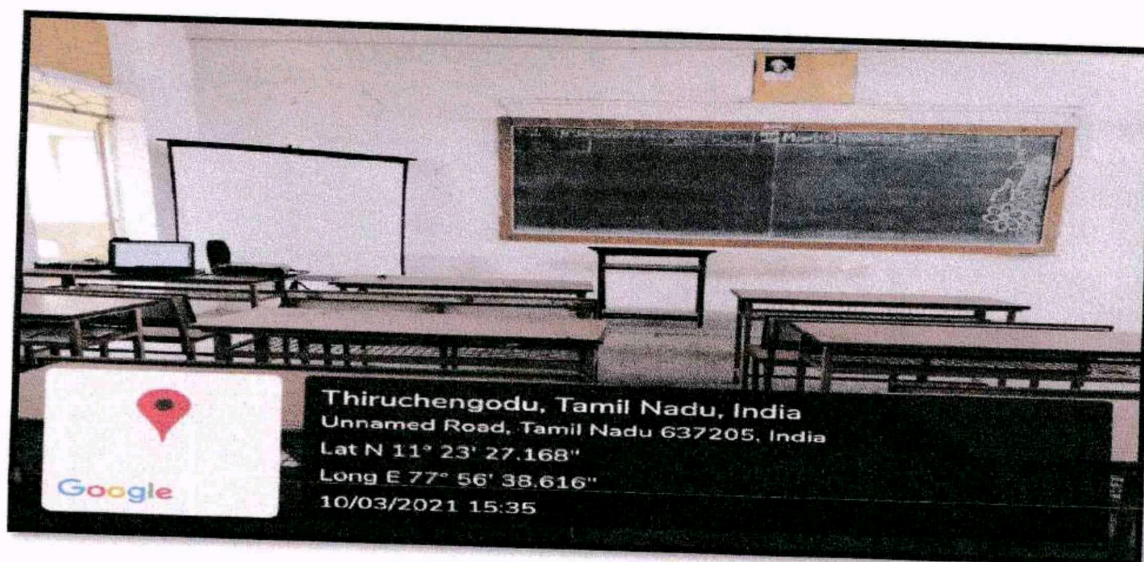 Thiruchengodu, Tamil Nadu, India
Unnamed Road, Tamil Nadu 637205, India
Lat N 11° 23' 27.168"
Long E 77° 56' 38.616"
10/03/2021 15:35
Google